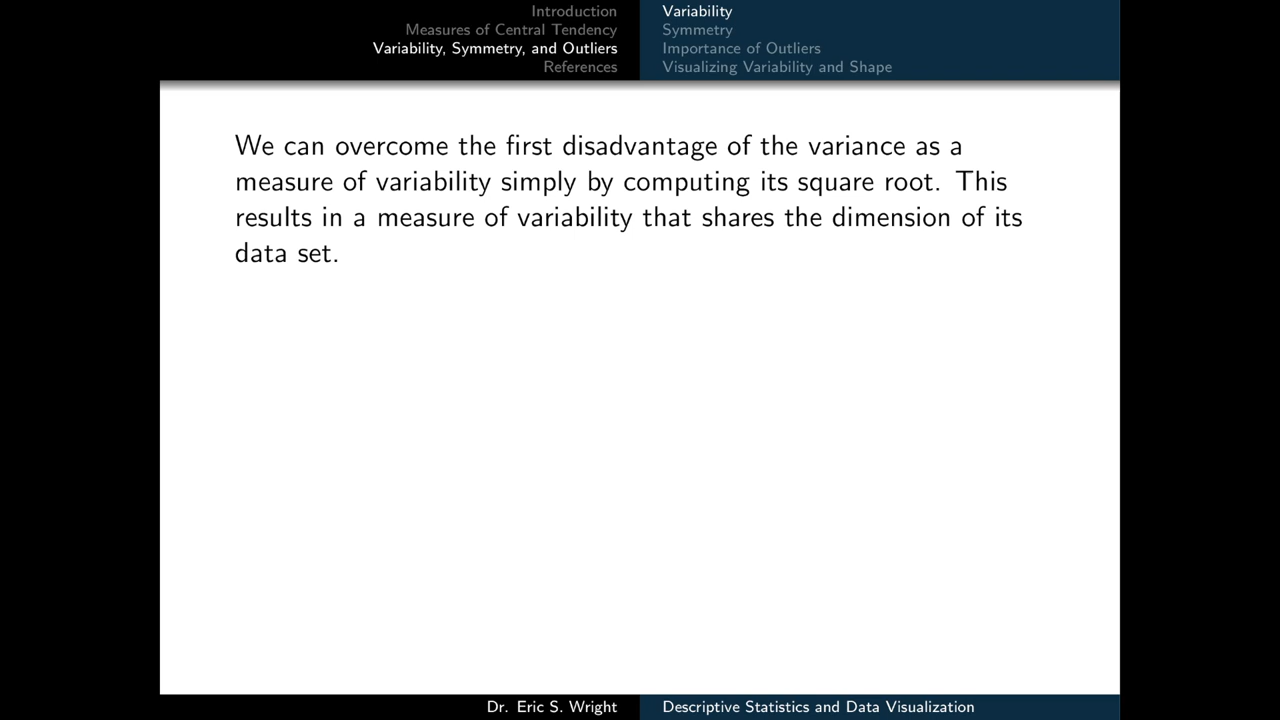 Introduction
Measures of Central Tendency
Variability, Symmetry, and Outliers
References
Variability
Symmetry
Importance of Outliers
Visualizing Variability and Shape
We can overcome the first disadvantage of the variance as a
measure of variability simply by computing its square root. This
results in a measure of variability that shares the dimension of its
data set.
Dr. Eric S. Wright
Descriptive Statistics and Data Visualization